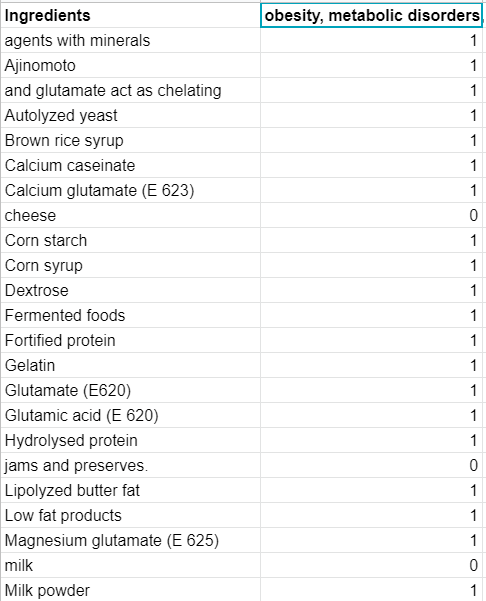 Ingredients obesity, metabolic disorders,
agents with minerals 1
Ajinomoto 1
and glutamate act as chelating 1
Autolyzed yeast 1
Brown rice syrup 1
Calcium caseinate 1
Calcium glutamate (E 623) 1
cheese 0
Corn starch 1
Corn syrup 1
Dextrose 1
Fermented foods 1
Fortified protein 1
Gelatin 1
Glutamate (E620) 1
Glutamic acid (E 620) 1
Hydrolysed protein 1
jams and preserves. 0
Lipolyzed butter fat 1
Low fat products 1
Magnesium glutamate (E 625) 1
milk 0
Milk powder 1